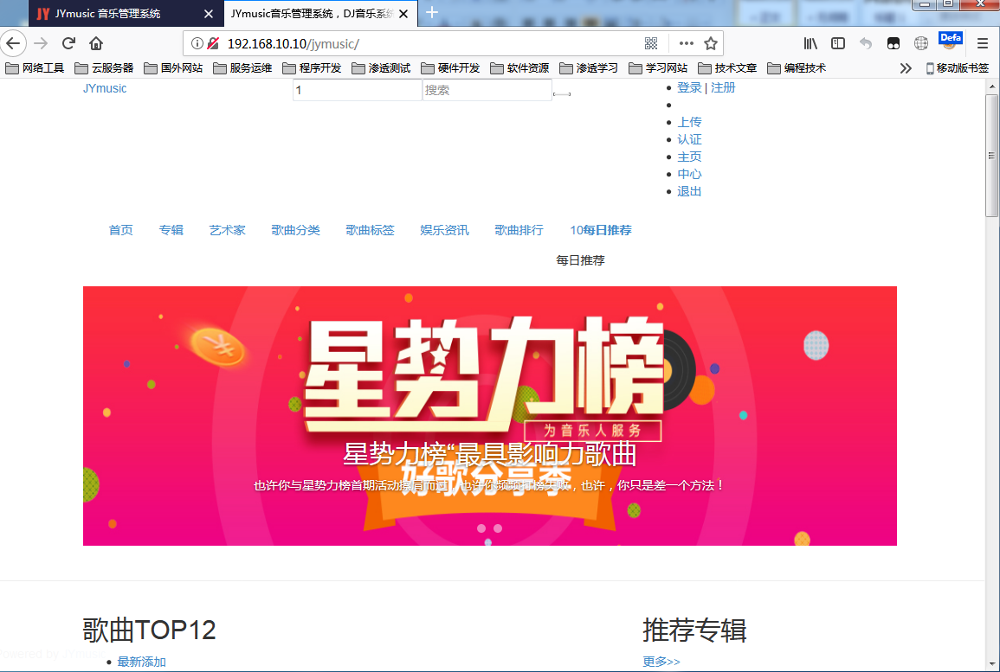 JY JYmusic 音乐管理系统
JYmusic音乐管理系统，DJ音乐系统
192.168.10.10/jymusic/
Defa
网络工具 云服务器 国外网站 服务运维 程序开发 渗透测试 硬件开发 软件资源 渗透学习 学习网站 技术文章 编程技术 移动版书签
JYmusic
1
搜索
登录 | 注册
上传
认证
主页
中心
退出
首页 专辑 艺术家 歌曲分类 歌曲标签 娱乐资讯 歌曲排行 10每日推荐
每日推荐
星势力榜
为音乐人服务
星势力榜“最具影响力歌曲
好歌分享季
也许你与星势力榜首期活动擦肩而过，也许你频频打榜失败，也许，你只是差一个方法！
歌曲TOP12
推荐专辑
Powered by JYmusic
最新添加
更多>>